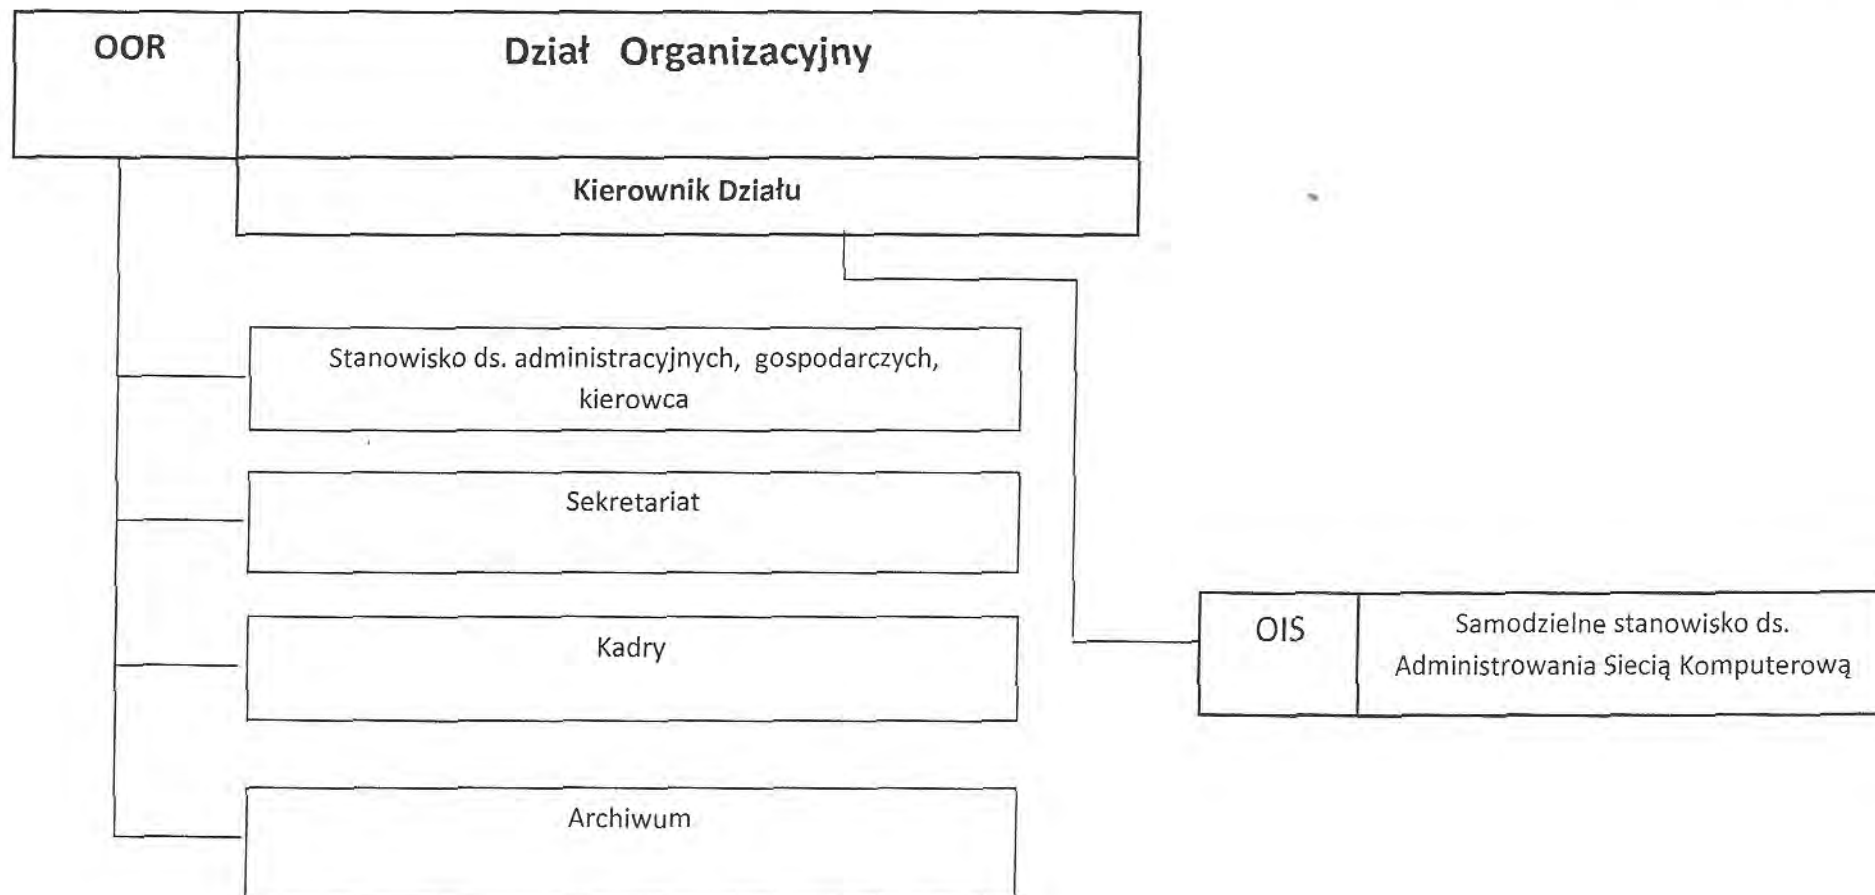 OOR
Dział Organizacyjny
Kierownik Działu
Stanowisko ds. administracyjnych, gospodarczych,
kierowca
Sekretariat
Kadry
Archiwum
OIS
Samodzielne stanowisko ds.
Administrowania Siecią Komputerową